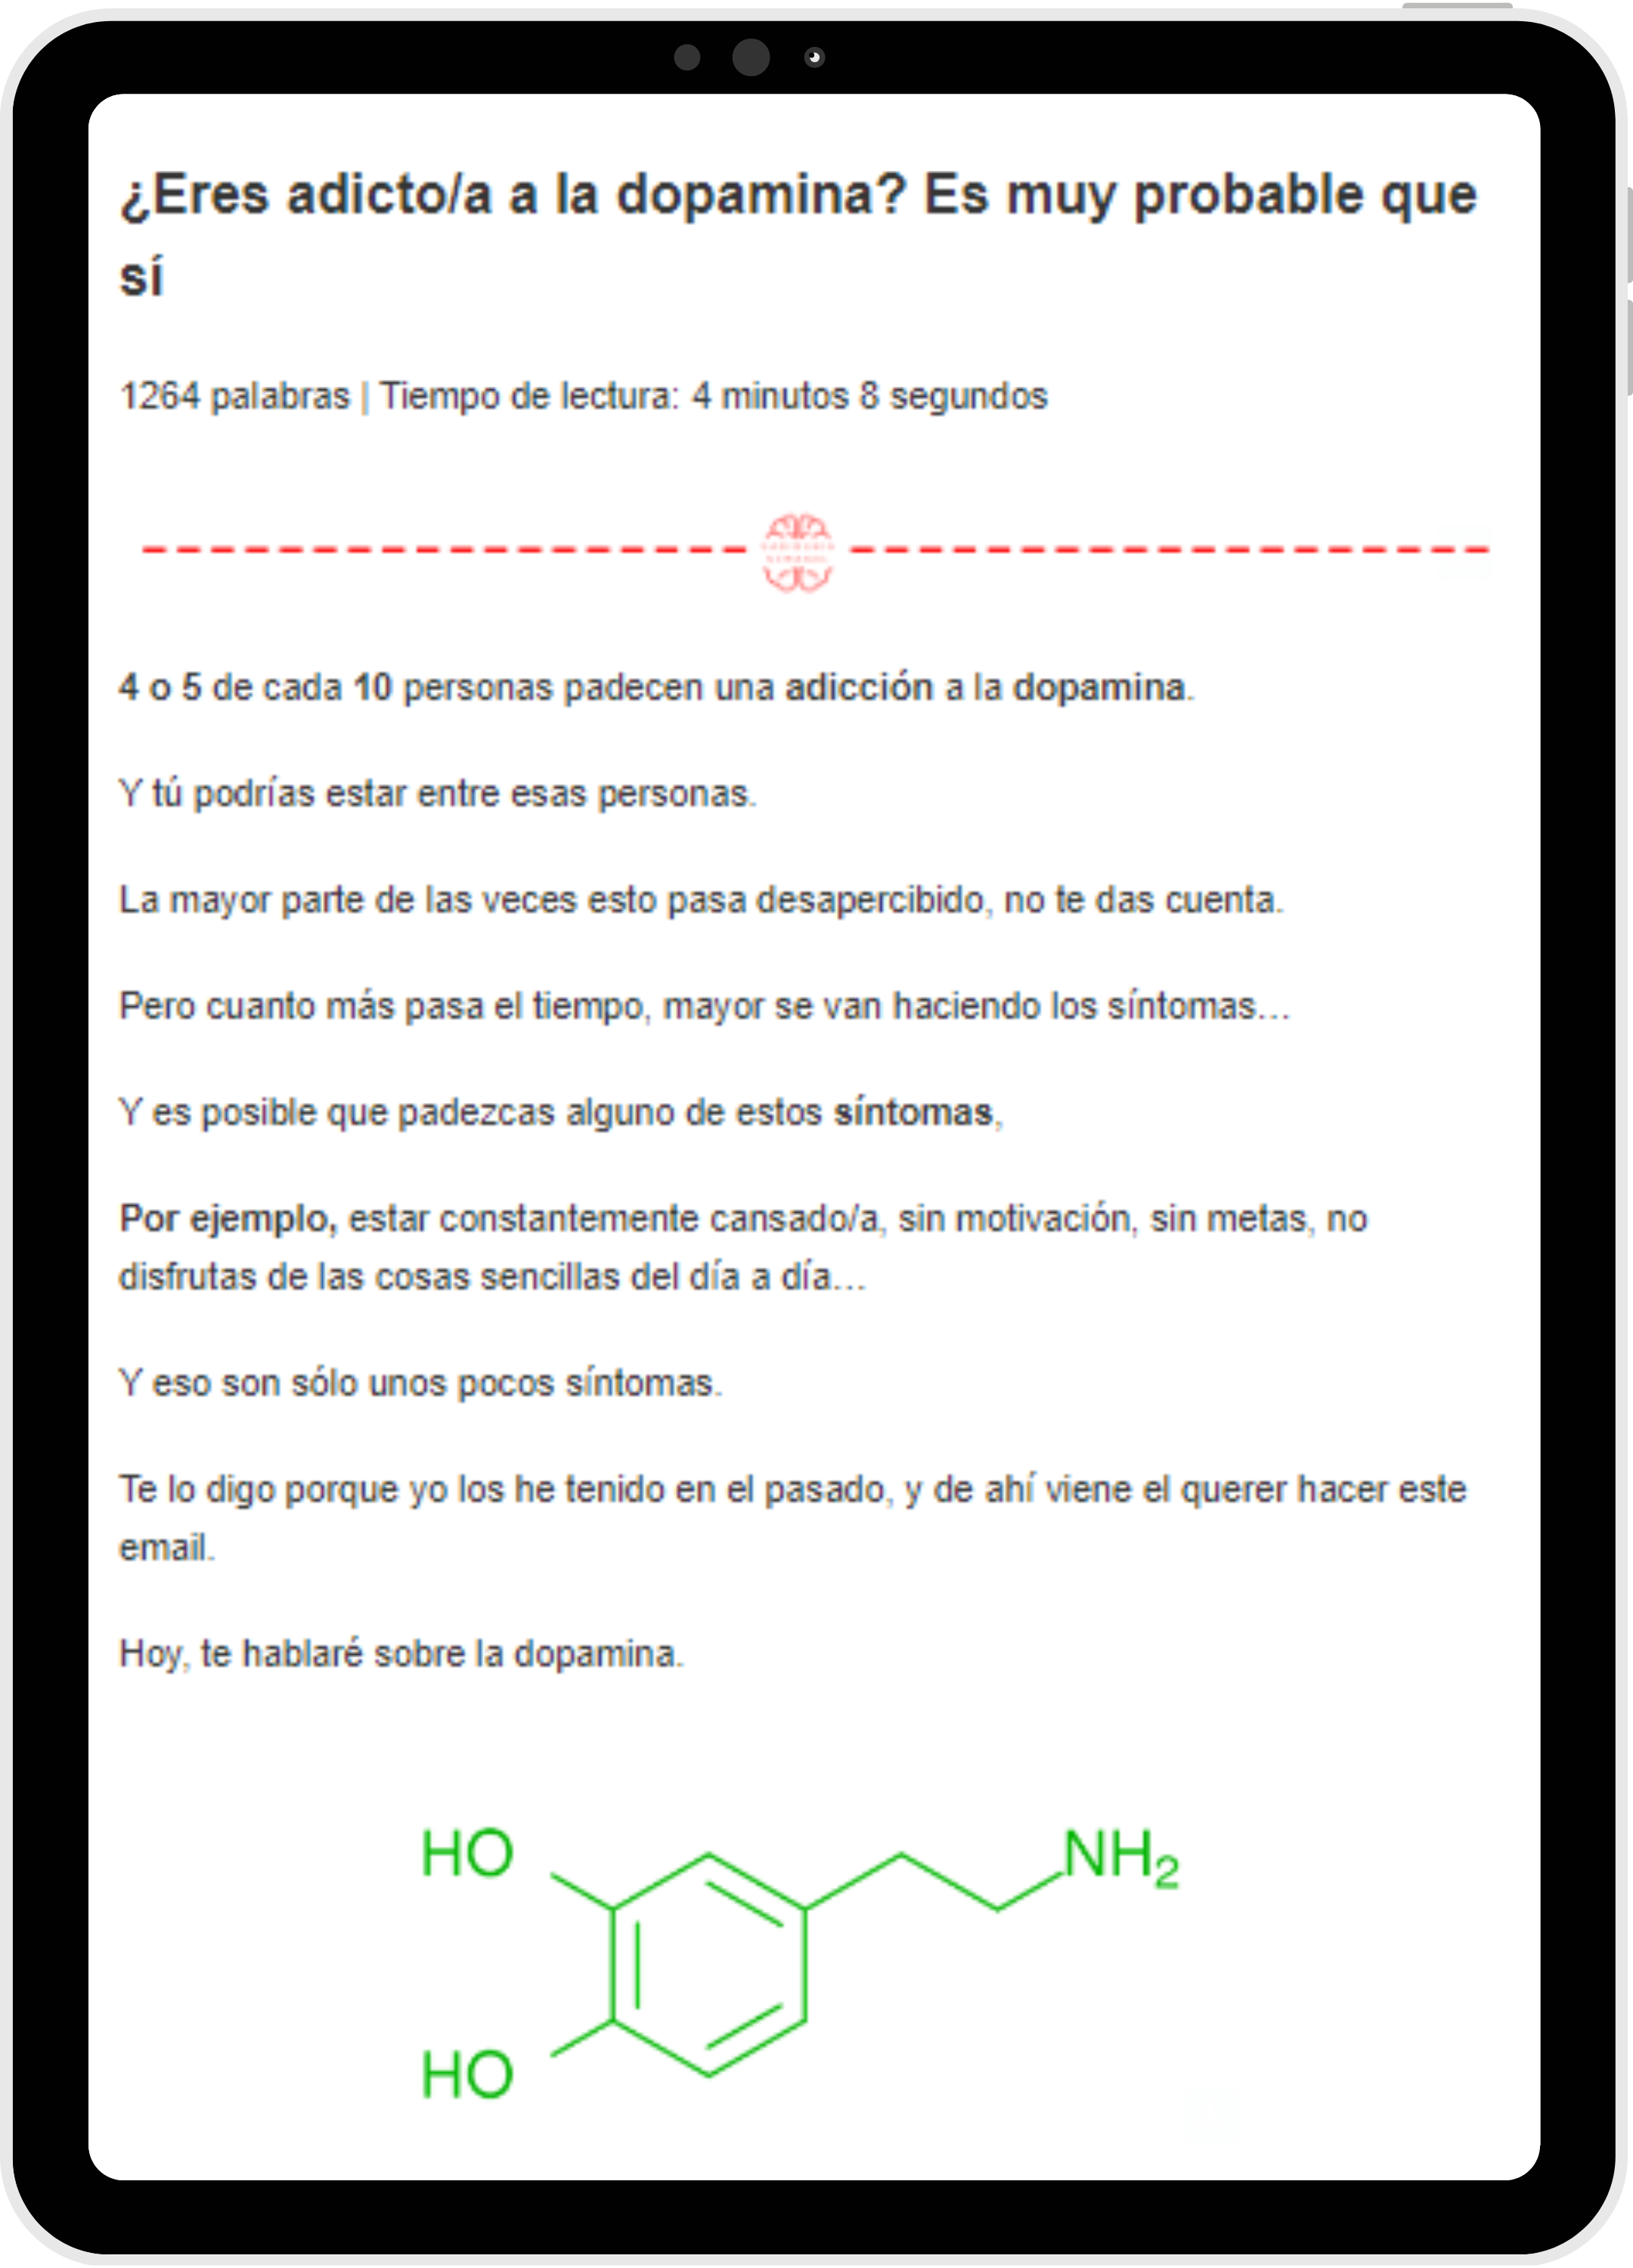 ¿Eres adicto/a a la dopamina? Es muy probable que
sí
1264 palabras | Tiempo de lectura: 4 minutos 8 segundos
4 o 5 de cada 10 personas padecen una adicción a la dopamina.
Y tú podrías estar entre esas personas.
La mayor parte de las veces esto pasa desapercibido, no te das cuenta.
Pero cuanto más pasa el tiempo, mayor se van haciendo los síntomas...
Y es posible que padezcas alguno de estos síntomas,
Por ejemplo, estar constantemente cansado/a, sin motivación, sin metas, no
disfrutas de las cosas sencillas del día a día...
Y eso son sólo unos pocos síntomas.
Te lo digo porque yo los he tenido en el pasado, y de ahí viene el querer hacer este
email.
Hoy, te hablaré sobre la dopamina.
HO
NH2
HO